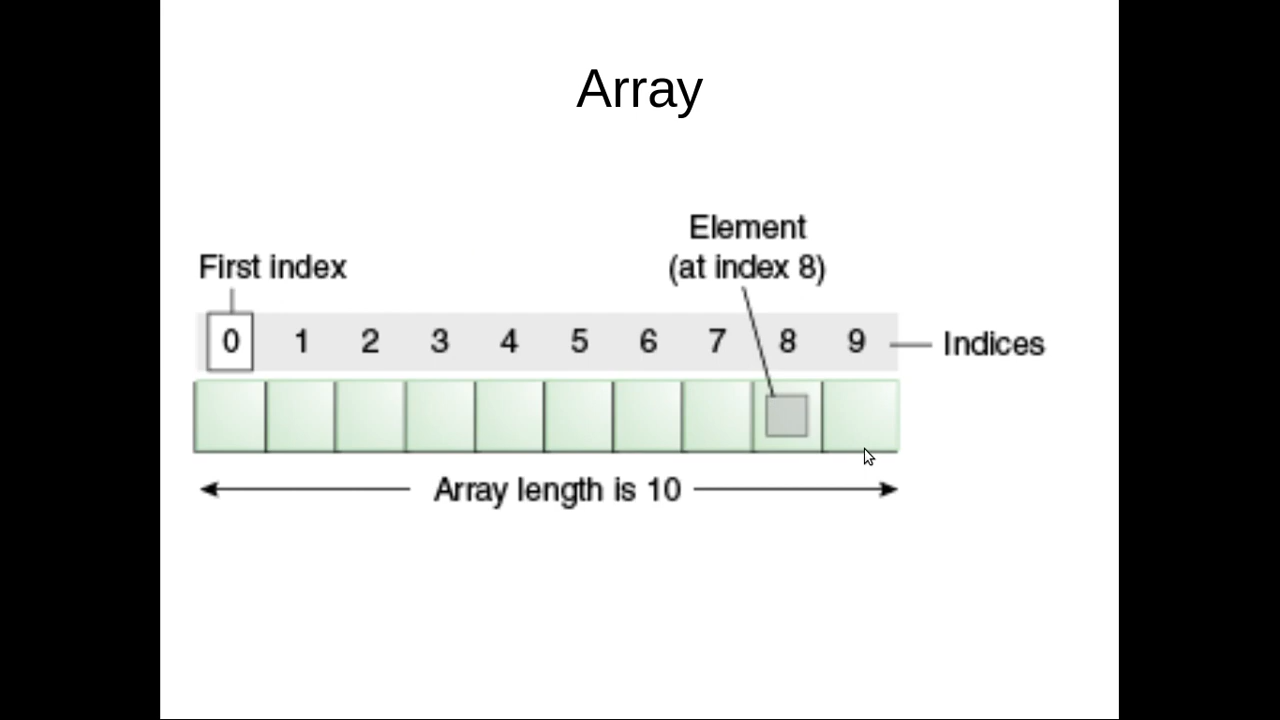 Array
Element
(at index 8)
First index
0 1 2 3 4 5 6 7 8 9
Indices
Array length is 10